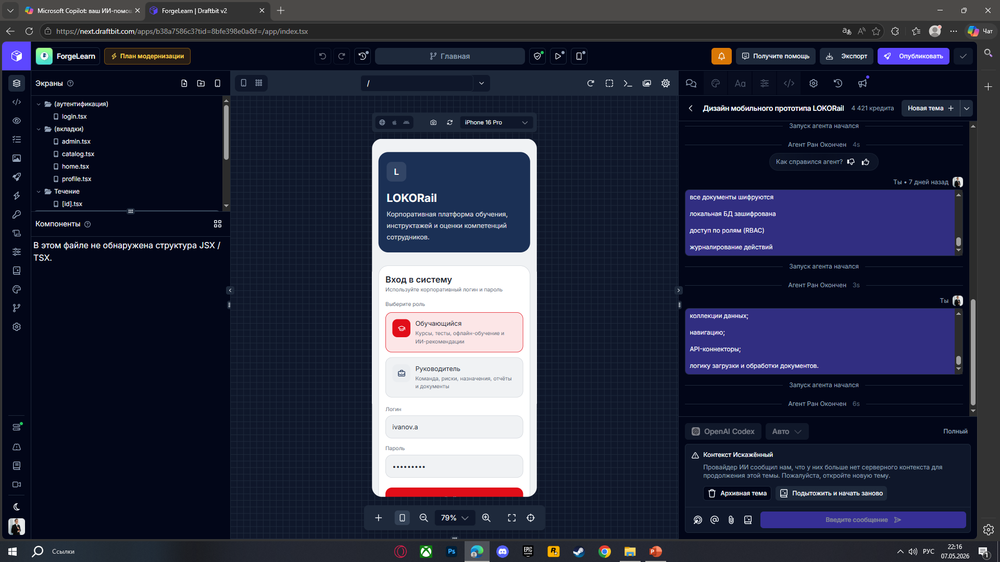 Microsoft Copilot: ваш ИИ-помощ
ForgeLearn | Draftbit v2
https://next.draftbit.com/apps/b38a7586c3?tid=8bfe398e0a&f=/app/index.tsx
Чат
ForgeLearn
План модернизации
Главная
Получите помощь
Экспорт
Опубликовать
Экраны
(аутентификация)
login.tsx
(вкладки)
admin.tsx
catalog.tsx
home.tsx
profile.tsx
Течение
[id].tsx
Компоненты
В этом файле не обнаружена структура JSX /
TSX.
/
iPhone 16 Pro
L
LOKORail
Корпоративная платформа обучения,
инструктажей и оценки компетенций
сотрудников.
Вход в систему
Используйте корпоративный логин и пароль
Выберите роль
Обучающийся
Курсы, тесты, офлайн-обучение и
ИИ-рекомендации
Руководитель
Команда, риски, назначения, отчёты
и документы
Логин
ivanov.a
Пароль
•••••••••
79%
Aa
Дизайн мобильного прототипа LOKORail
4 421 кредита
Новая тема
Запуск агента начался
Агент Ран Окончен 4s
Как справился агент?
Ты • 7 дней назад
все документы шифруются
локальная БД зашифрована
доступ по ролям (RBAC)
журналирование действий
Запуск агента начался
Агент Ран Окончен 3s
Ты
коллекции данных;
навигацию;
API-коннекторы;
логику загрузки и обработки документов.
Запуск агента начался
Агент Ран Окончен 6s
OpenAI Codex
Авто
Полный
Контекст Искажённый
Провайдер ИИ сообщил нам, что у них больше нет серверного контекста для
продолжения этой темы. Пожалуйста, откройте новую тему.
Архивная тема
Подытожить и начать заново
Введите сообщение
Ссылки
Ps
EPIC GAMES
R
P
РУС
22:16
07.05.2026
1